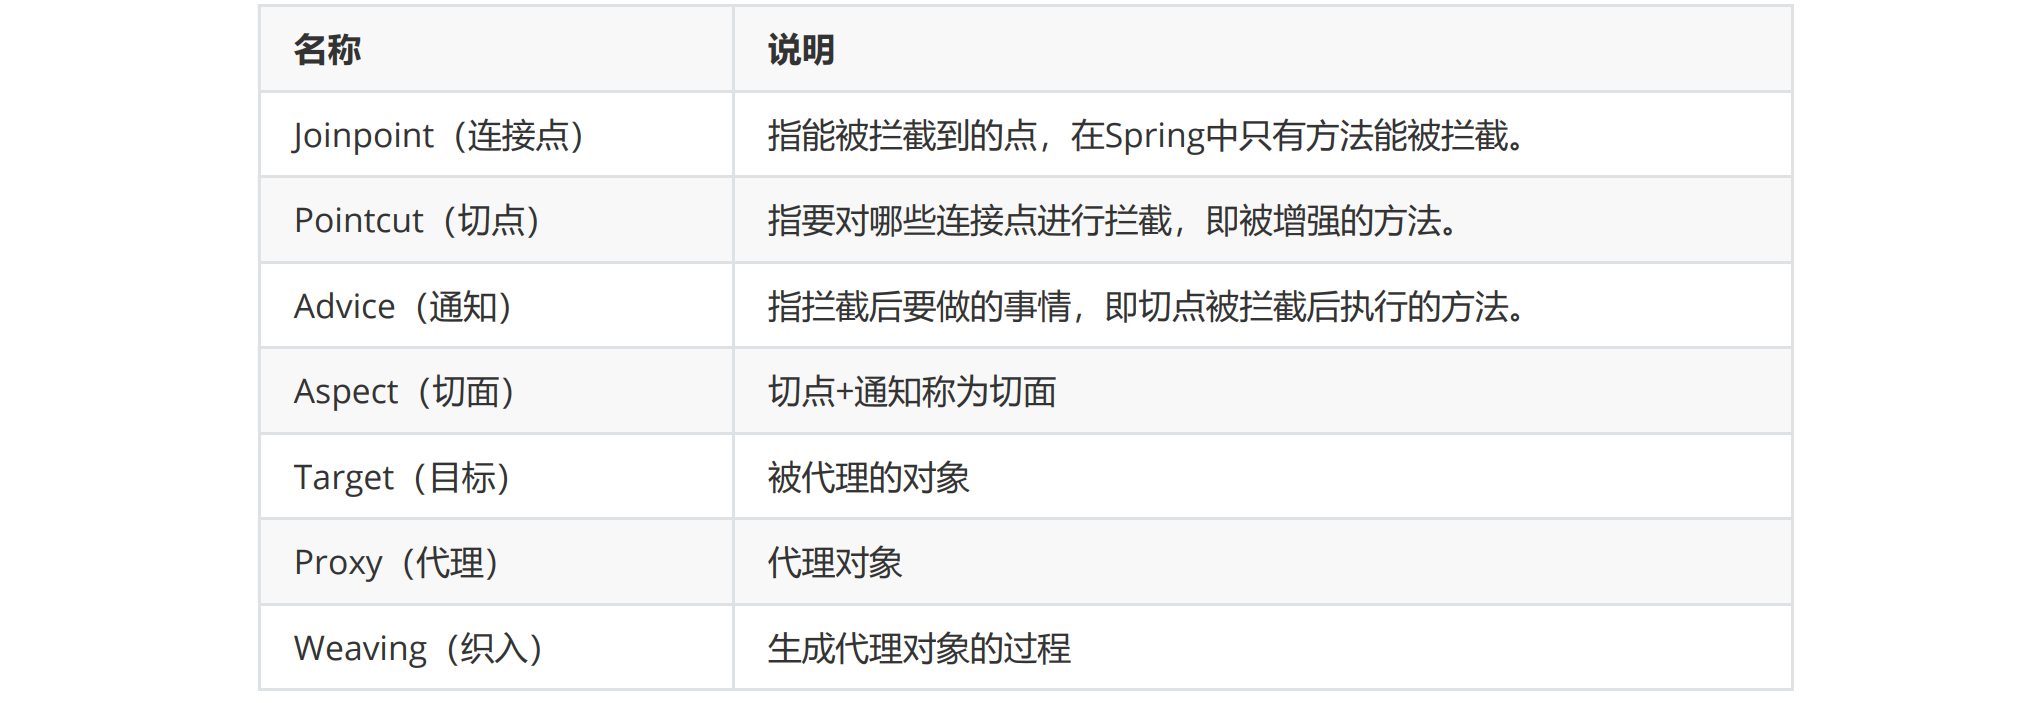 名称 说明
Joinpoint（连接点） 指能被拦截到的点，在Spring中只有方法能被拦截。
Pointcut（切点） 指要对哪些连接点进行拦截，即被增强的方法。
Advice（通知） 指拦截后要做的事情，即切点被拦截后执行的方法。
Aspect（切面） 切点+通知称为切面
Target（目标） 被代理的对象
Proxy（代理） 代理对象
Weaving（织入） 生成代理对象的过程